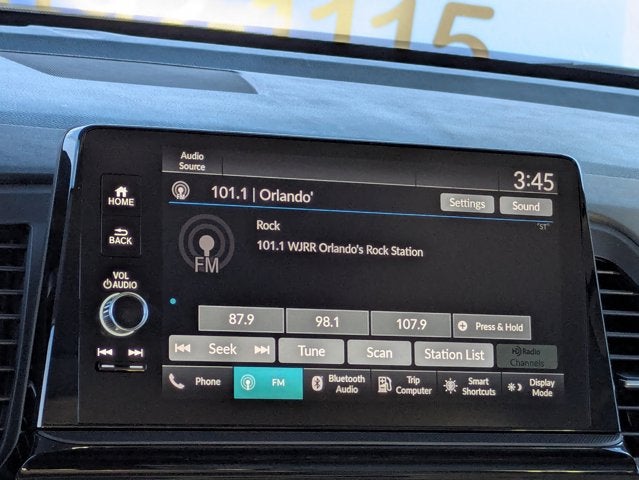 1115
Audio
Source
3:45
101.1 | Orlando'
Settings
Sound
HOME
"ST"
Rock
101.1 WJRR Orlando's Rock Station
BACK
FM
VOL
AUDIO
87.9
98.1
107.9
Press & Hold
Seek
Tune
Scan
Station List
HD Radio
Channels
Phone
FM
Bluetooth
Audio
Trip
Computer
Smart
Shortcuts
Display
Mode